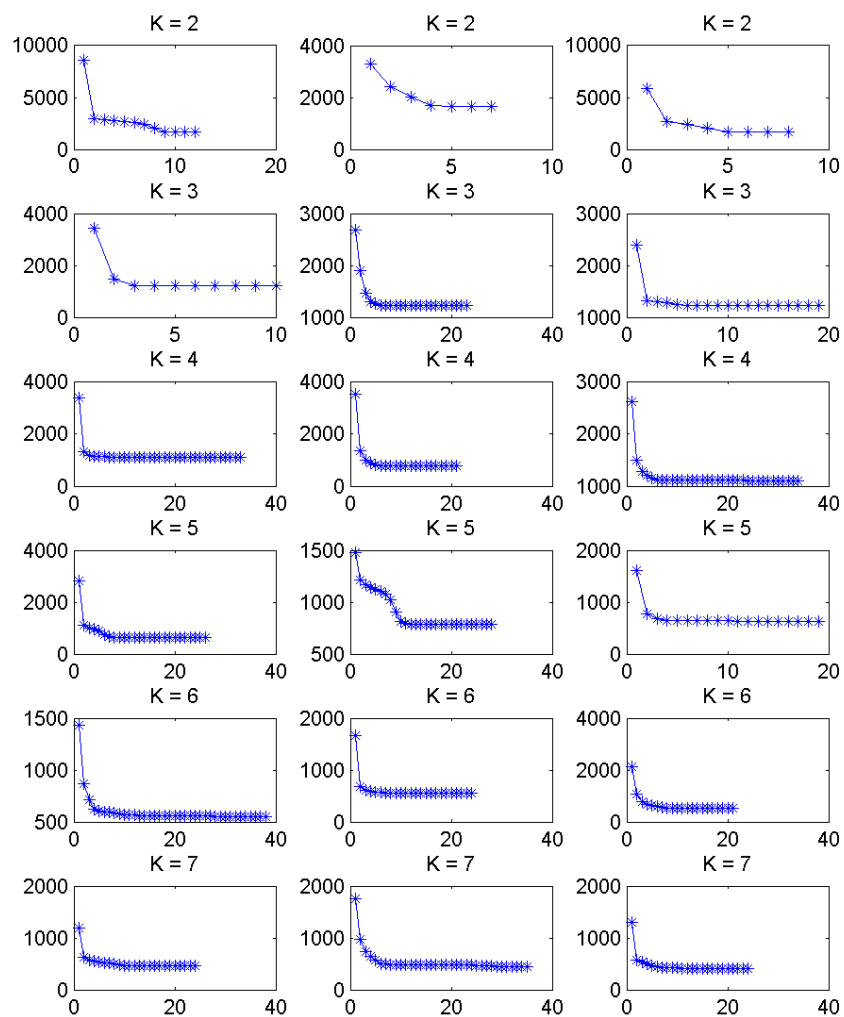 K = 2 K = 2 K = 2
10000 4000 10000
5000 2000 5000
0 0 0
0 10 20 0 5 10 0 5 10
K = 3 K = 3 K = 3
4000 3000 3000
2000 2000 2000
0 1000 1000
0 5 10 0 20 40 0 10 20
K = 4 K = 4 K = 4
4000 4000 3000
2000 2000 2000
0 0 1000
0 20 40 0 20 40 0 20 40
K = 5 K = 5 K = 5
4000 1500 2000
2000 1000 1000
0 500 0
0 20 40 0 20 40 0 10 20
K = 6 K = 6 K = 6
1500 2000 4000
1000 1000 2000
500 0 0
0 20 40 0 20 40 0 20 40
K = 7 K = 7 K = 7
2000 2000 2000
1000 1000 1000
0 0 0
0 20 40 0 20 40 0 20 40